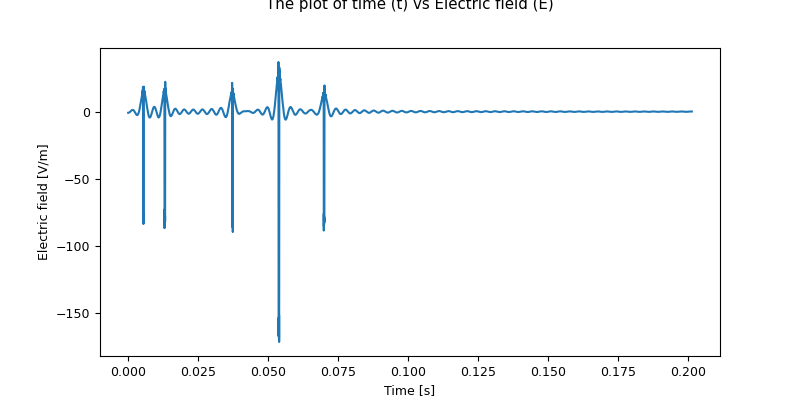 The plot of time (t) vs Electric field (E)
0
−50
−100
−150
Electric field [V/m]
0.000 0.025 0.050 0.075 0.100 0.125 0.150 0.175 0.200
Time [s]